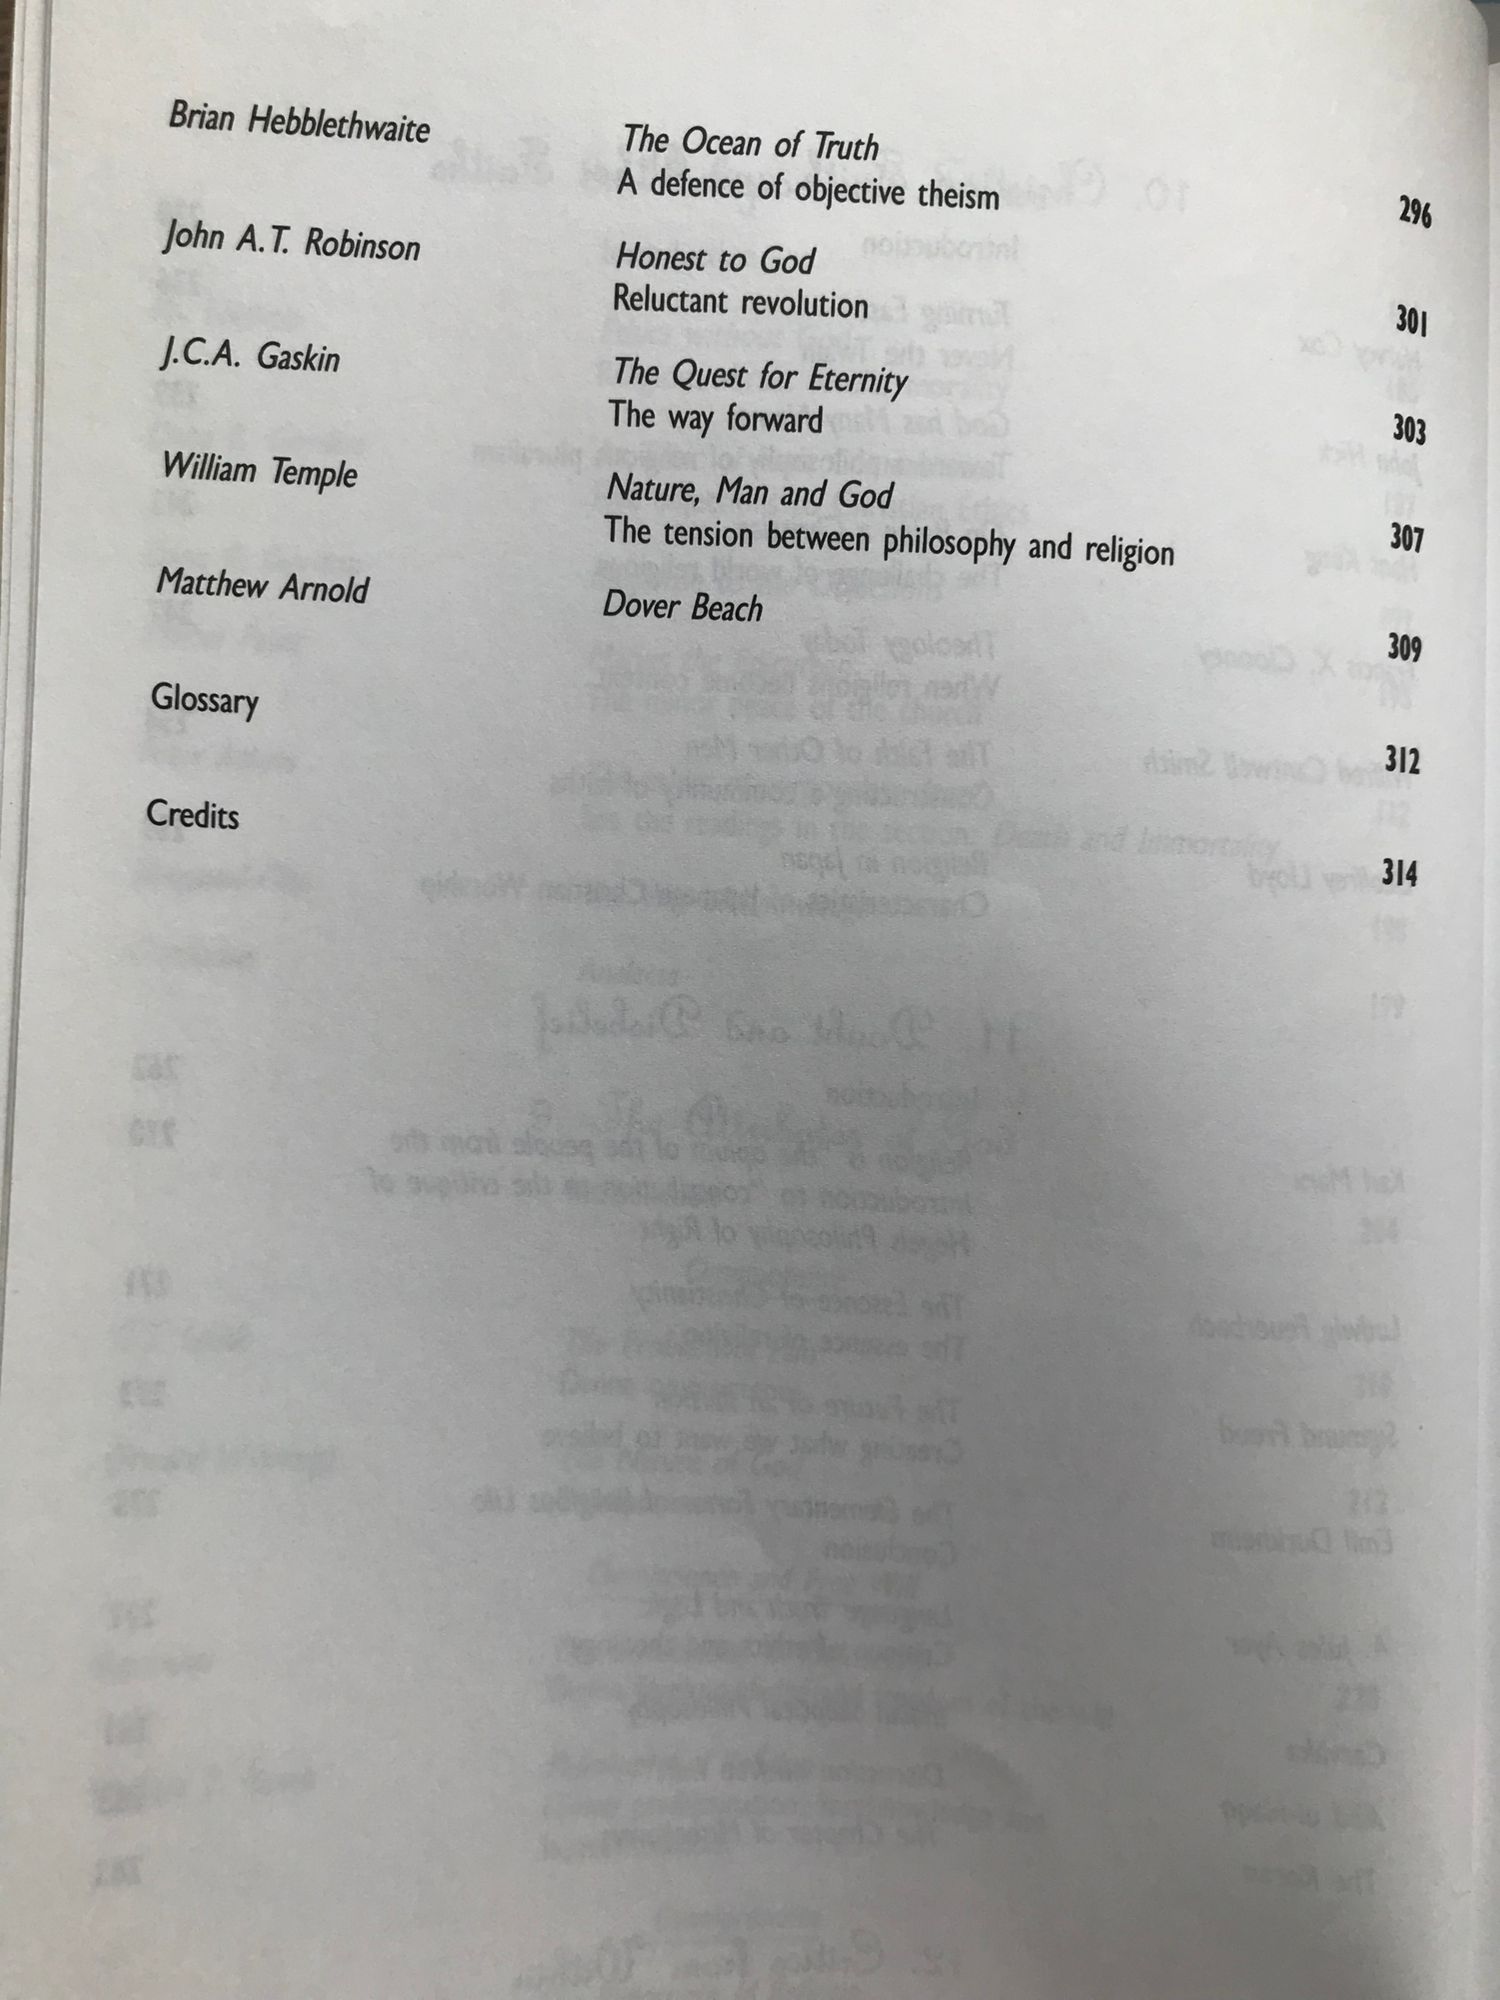 Brian Hebblethwaite The Ocean of Truth
A defence of objective theism 296
John A.T. Robinson Honest to God
Reluctant revolution 301
J.C.A. Gaskin The Quest for Eternity
The way forward 303
William Temple Nature, Man and God
The tension between philosophy and religion 307
Matthew Arnold Dover Beach 309
Glossary 312
Credits 314